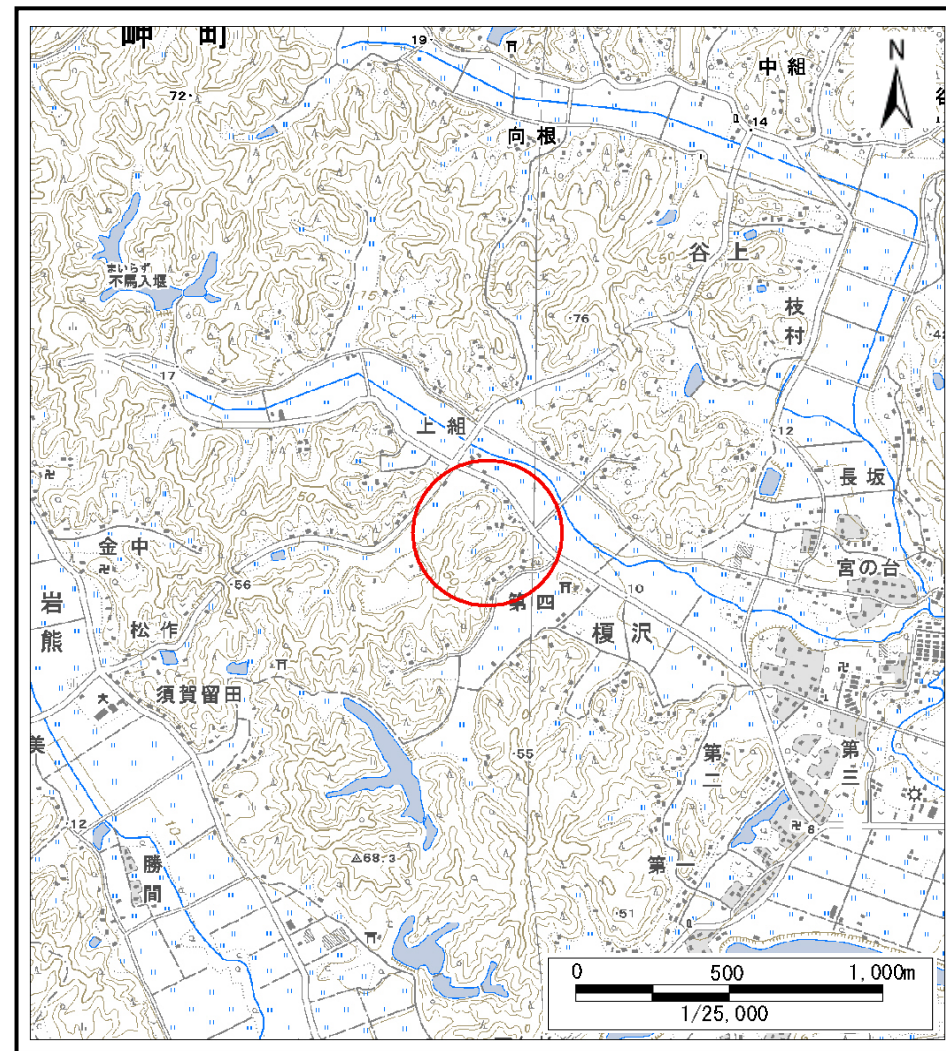 岬町
19
中組
N
72
14
向根
谷上
まいらず
不馬入堰
50
15
76
枝村
17
上組
12
長坂
50
金中
宮の台
56
10
岩熊
第四
松作
榎沢
須賀留田
55
第二
第三
12
10
勝間
68.3
8
第一
51
0 500 1,000m
1/25,000